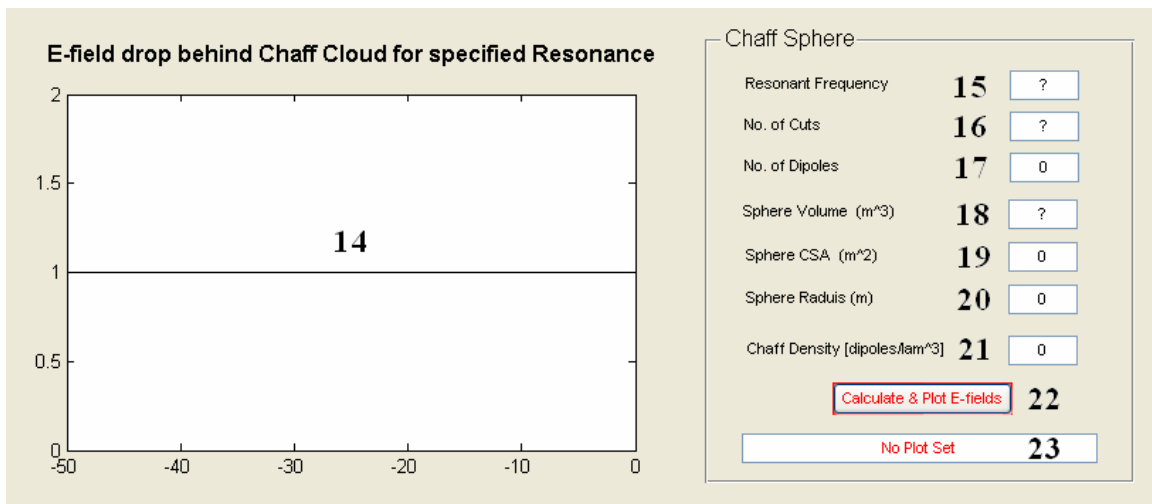 E-field drop behind Chaff Cloud for specified Resonance
2
1.5
14
1
0.5
0
-50 -40 -30 -20 -10 0
Chaff Sphere
Resonant Frequency 15 ?
No. of Cuts 16 ?
No. of Dipoles 17 0
Sphere Volume (m^3) 18 ?
Sphere CSA (m^2) 19 0
Sphere Raduis (m) 20 0
Chaff Density [dipoles/lam^3] 21 0
Calculate & Plot E-fields 22
No Plot Set 23